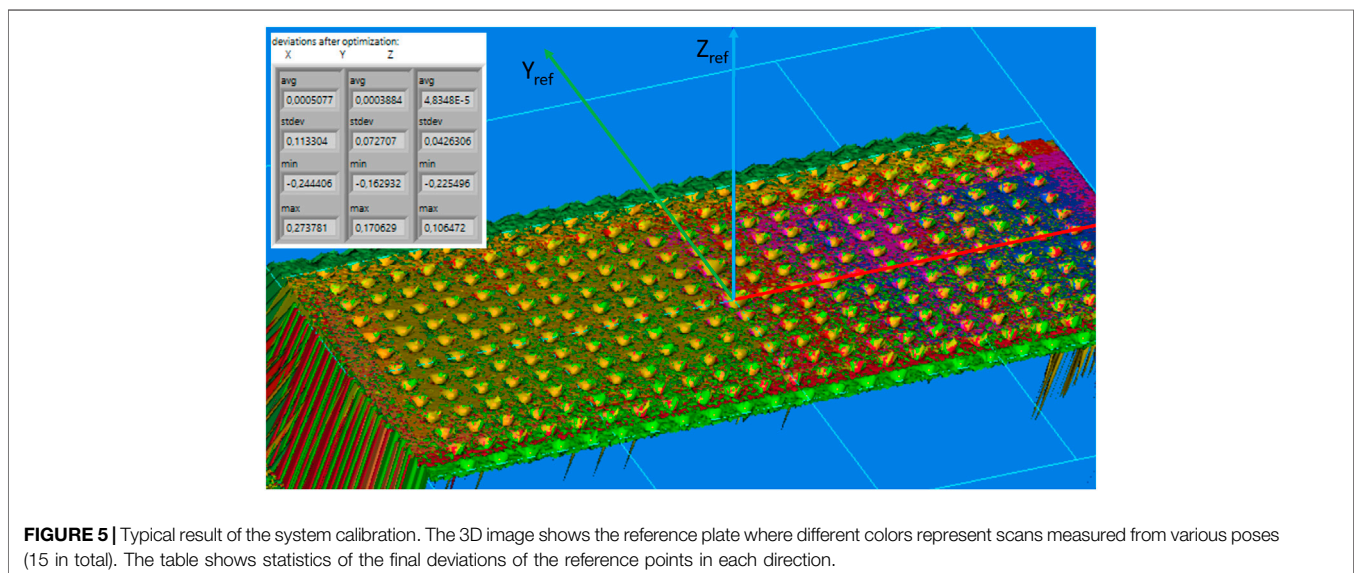 deviations after optimization:
X Y Z
avg avg avg
0,0005077 0,0003884 4,8348E-5
stdev stdev stdev
0,113304 0,072707 0,0426306
min min min
-0,244406 -0,162932 -0,225496
max max max
0,273781 0,170629 0,106472
Yref
Zref
FIGURE 5 | Typical result of the system calibration. The 3D image shows the reference plate where different colors represent scans measured from various poses
(15 in total). The table shows statistics of the final deviations of the reference points in each direction.